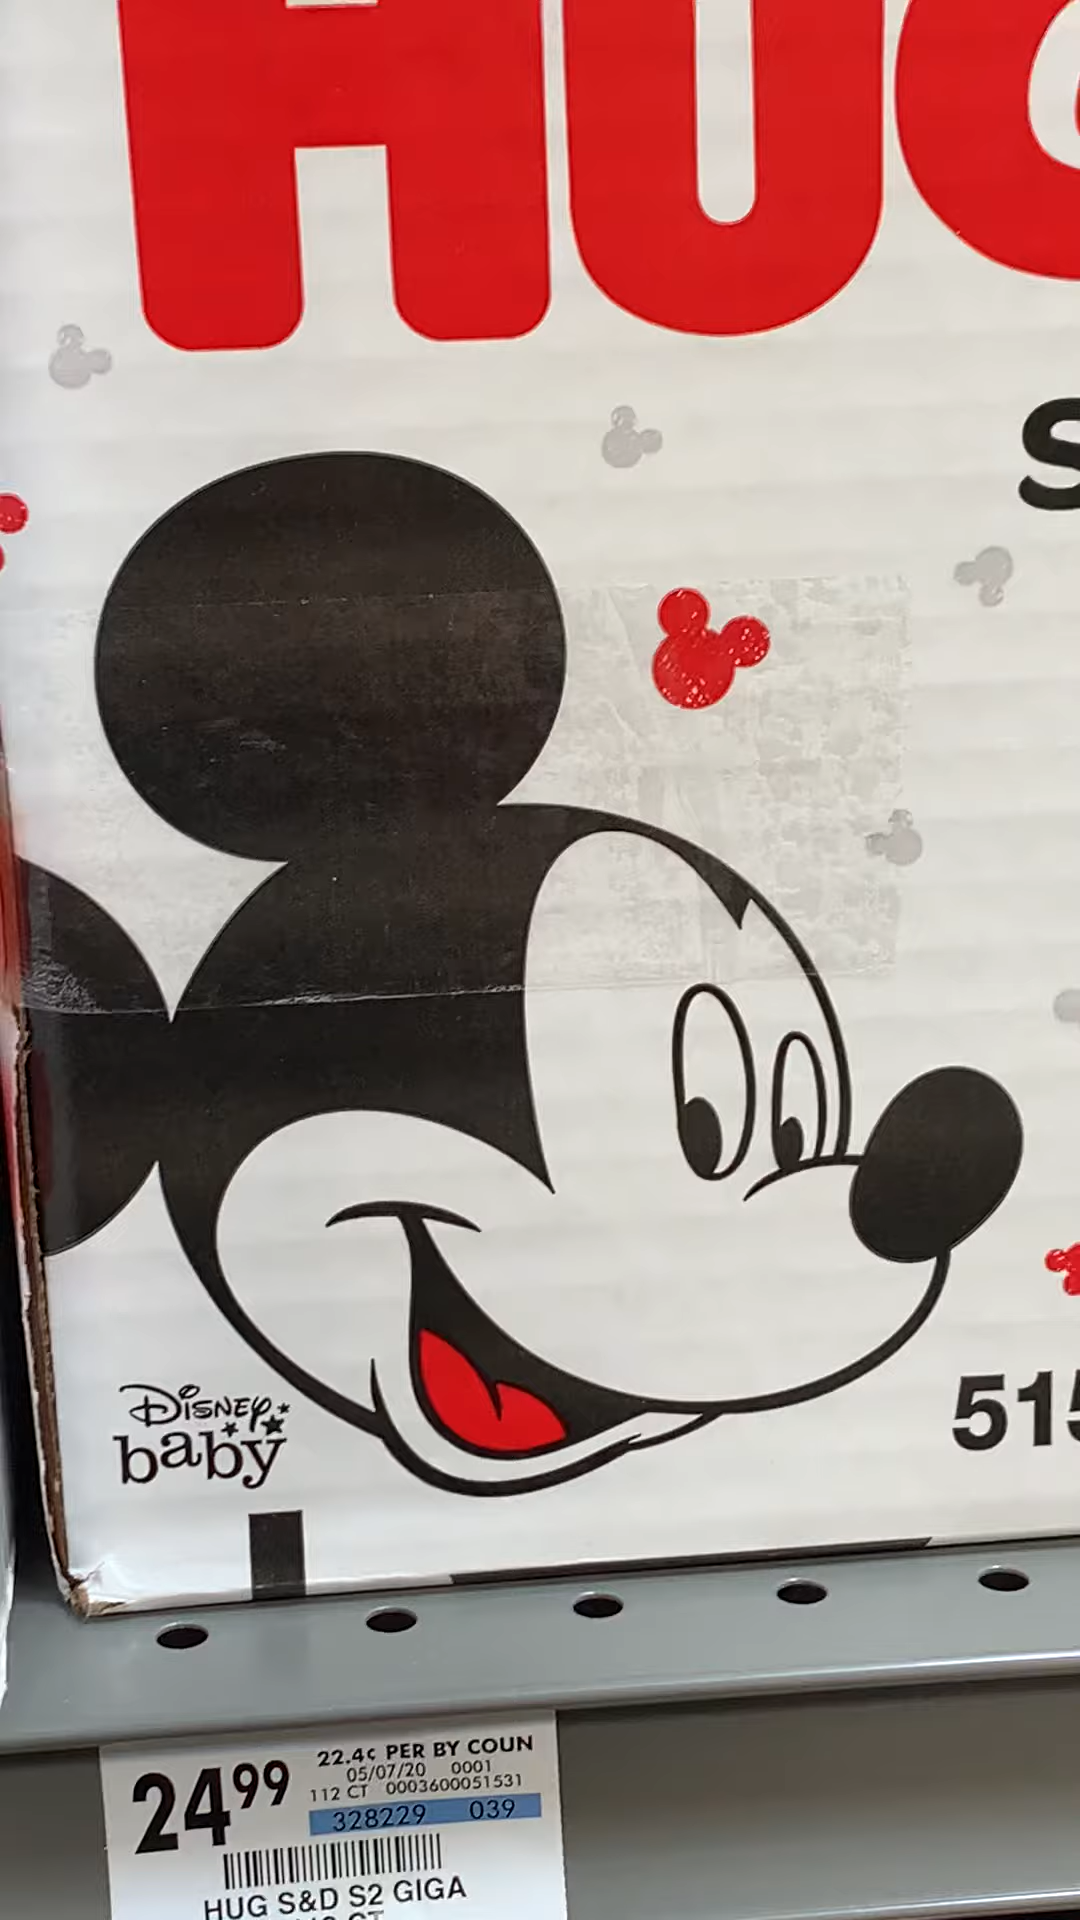 HUG
S
515
Disney
baby
22.4¢ PER BY COUN
05/07/20 0001
24.99
112 CT 0003600051531
328229 039
HUG S&D S2 GIGA